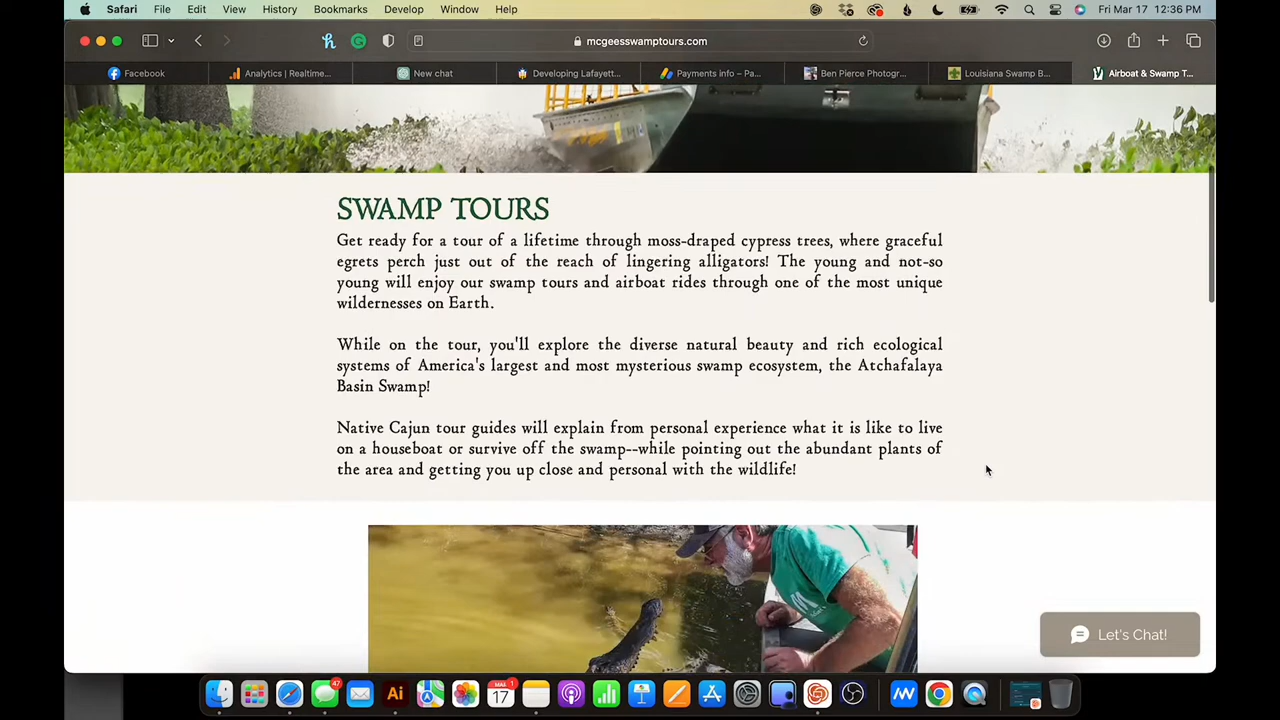 Safari File Edit View History Bookmarks Develop Window Help Fri Mar 17 12:36 PM
mcgeesswamptours.com
Facebook Analytics | Realtime... New chat Developing Lafayett... Payments info – Pa... Ben Pierce Photogr... Louisiana Swamp B... Airboat & Swamp T...
SWAMP TOURS
Get ready for a tour of a lifetime through moss-draped cypress trees, where graceful
egrets perch just out of the reach of lingering alligators! The young and not-so
young will enjoy our swamp tours and airboat rides through one of the most unique
wildernesses on Earth.
While on the tour, you'll explore the diverse natural beauty and rich ecological
systems of America's largest and most mysterious swamp ecosystem, the Atchafalaya
Basin Swamp!
Native Cajun tour guides will explain from personal experience what it is like to live
on a houseboat or survive off the swamp--while pointing out the abundant plants of
the area and getting you up close and personal with the wildlife!
Let's Chat!
47
Ai
17
1